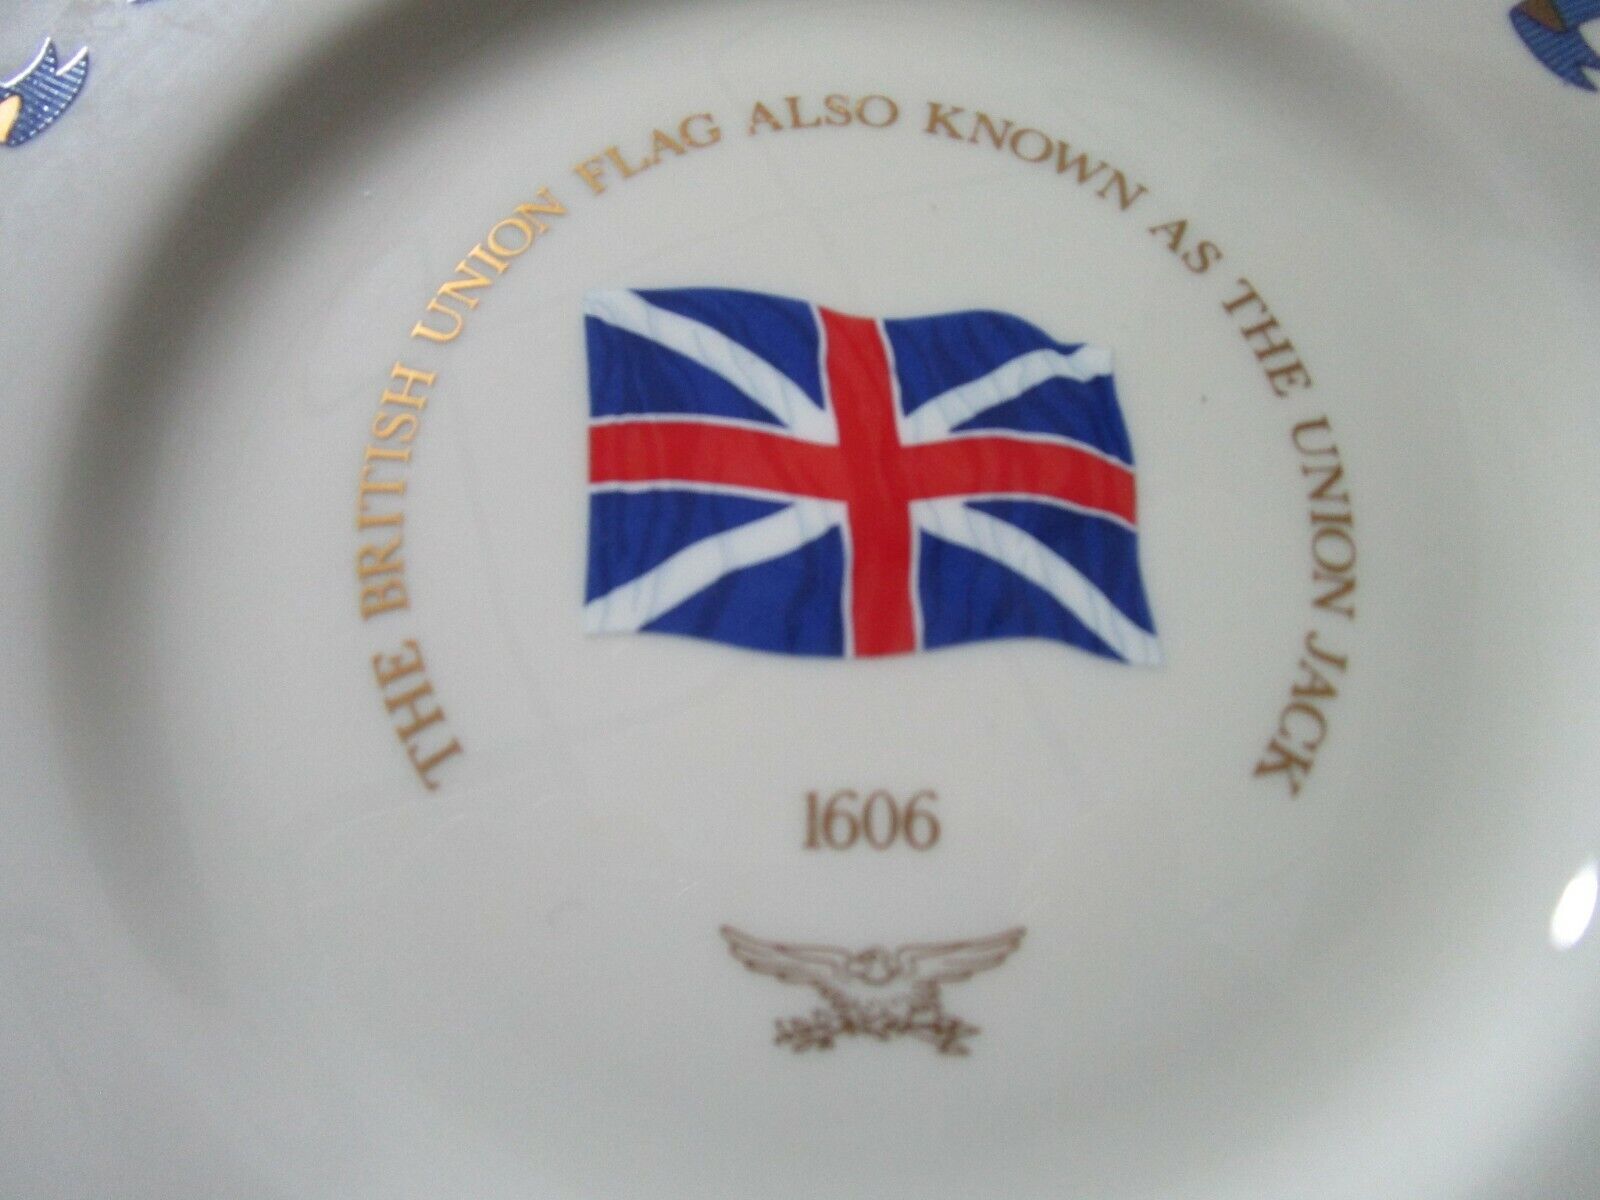 THE BRITISH UNION FLAG ALSO KNOWN AS THE UNION JACK
1606